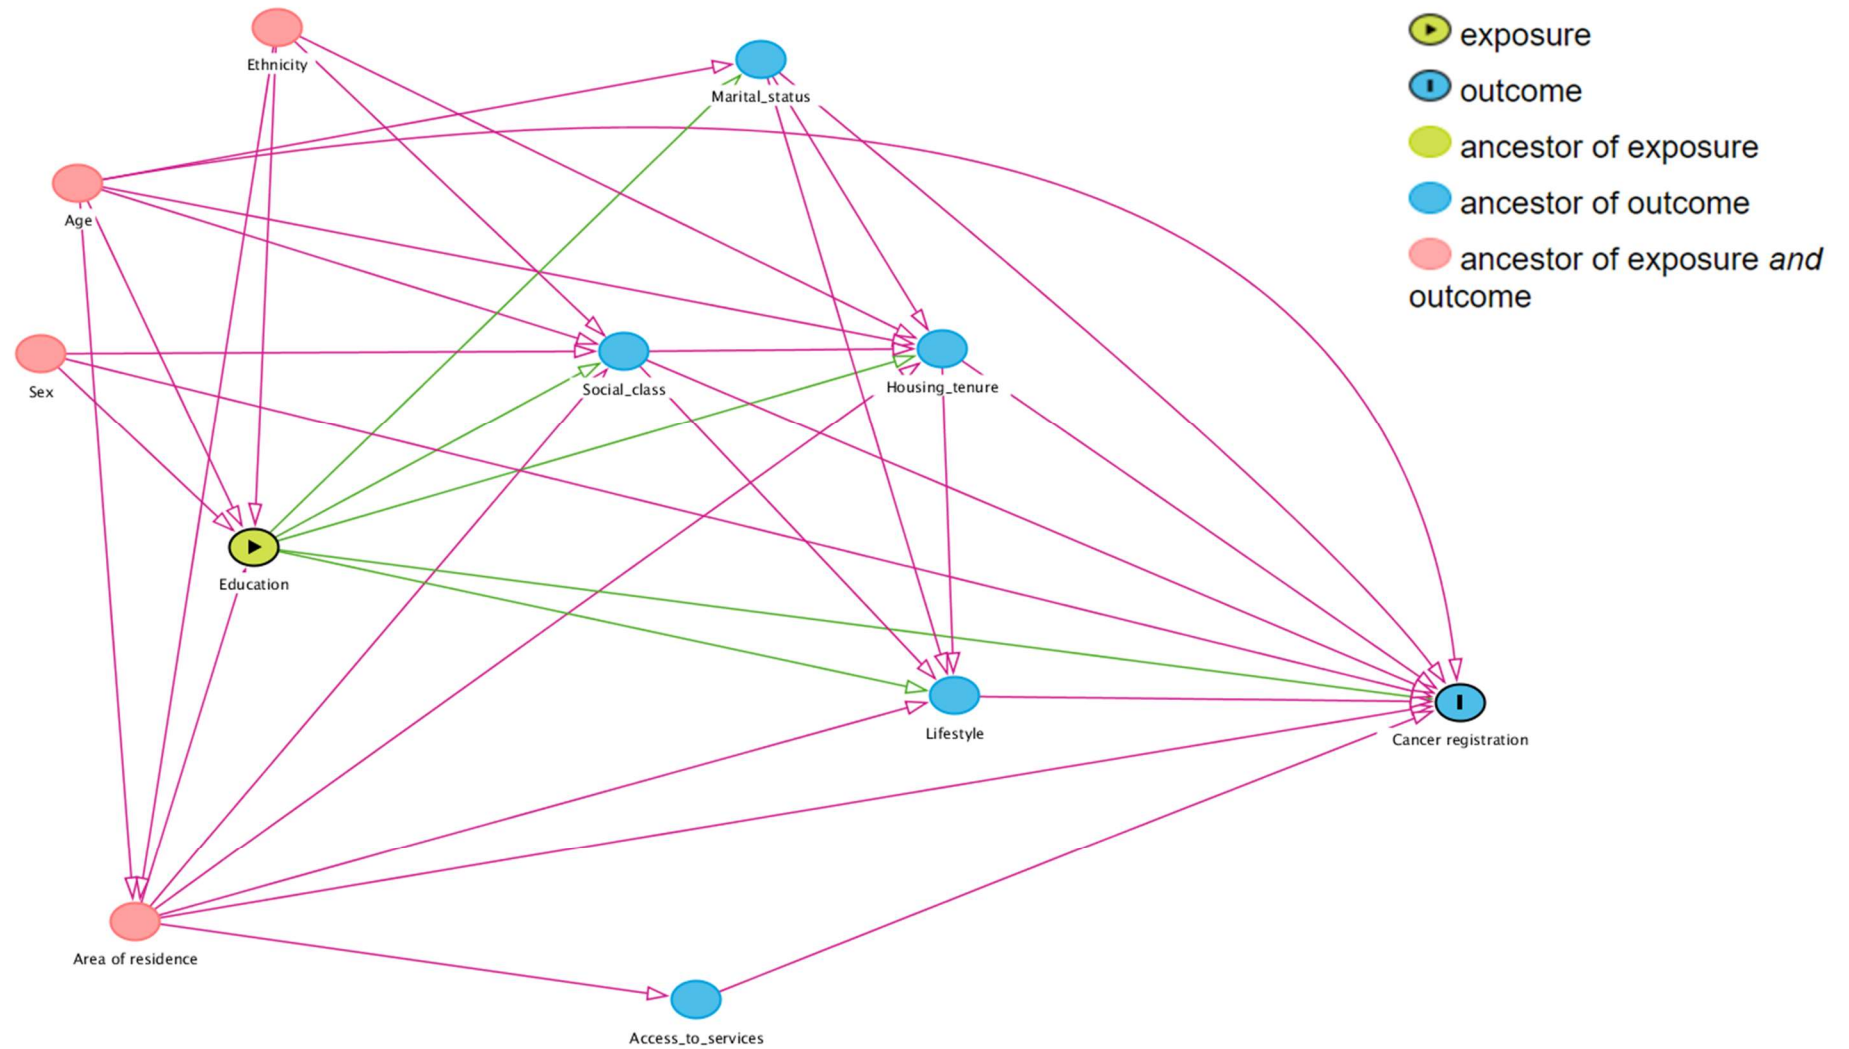 exposure
outcome
ancestor of exposure
ancestor of outcome
ancestor of exposure and
outcome
Ethnicity
Marital_status
Age
Sex
Social_class
Housing_tenure
Education
Lifestyle
Cancer registration
Area of residence
Access_to_services